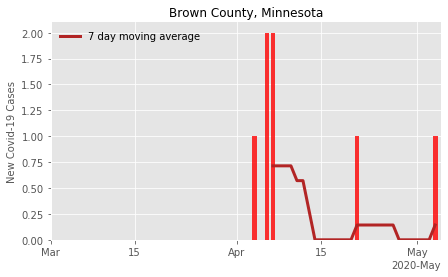 Brown County, Minnesota
7 day moving average
New Covid-19 Cases
2.00
1.75
1.50
1.25
1.00
0.75
0.50
0.25
0.00
Mar
15
Apr
15
May
2020-May